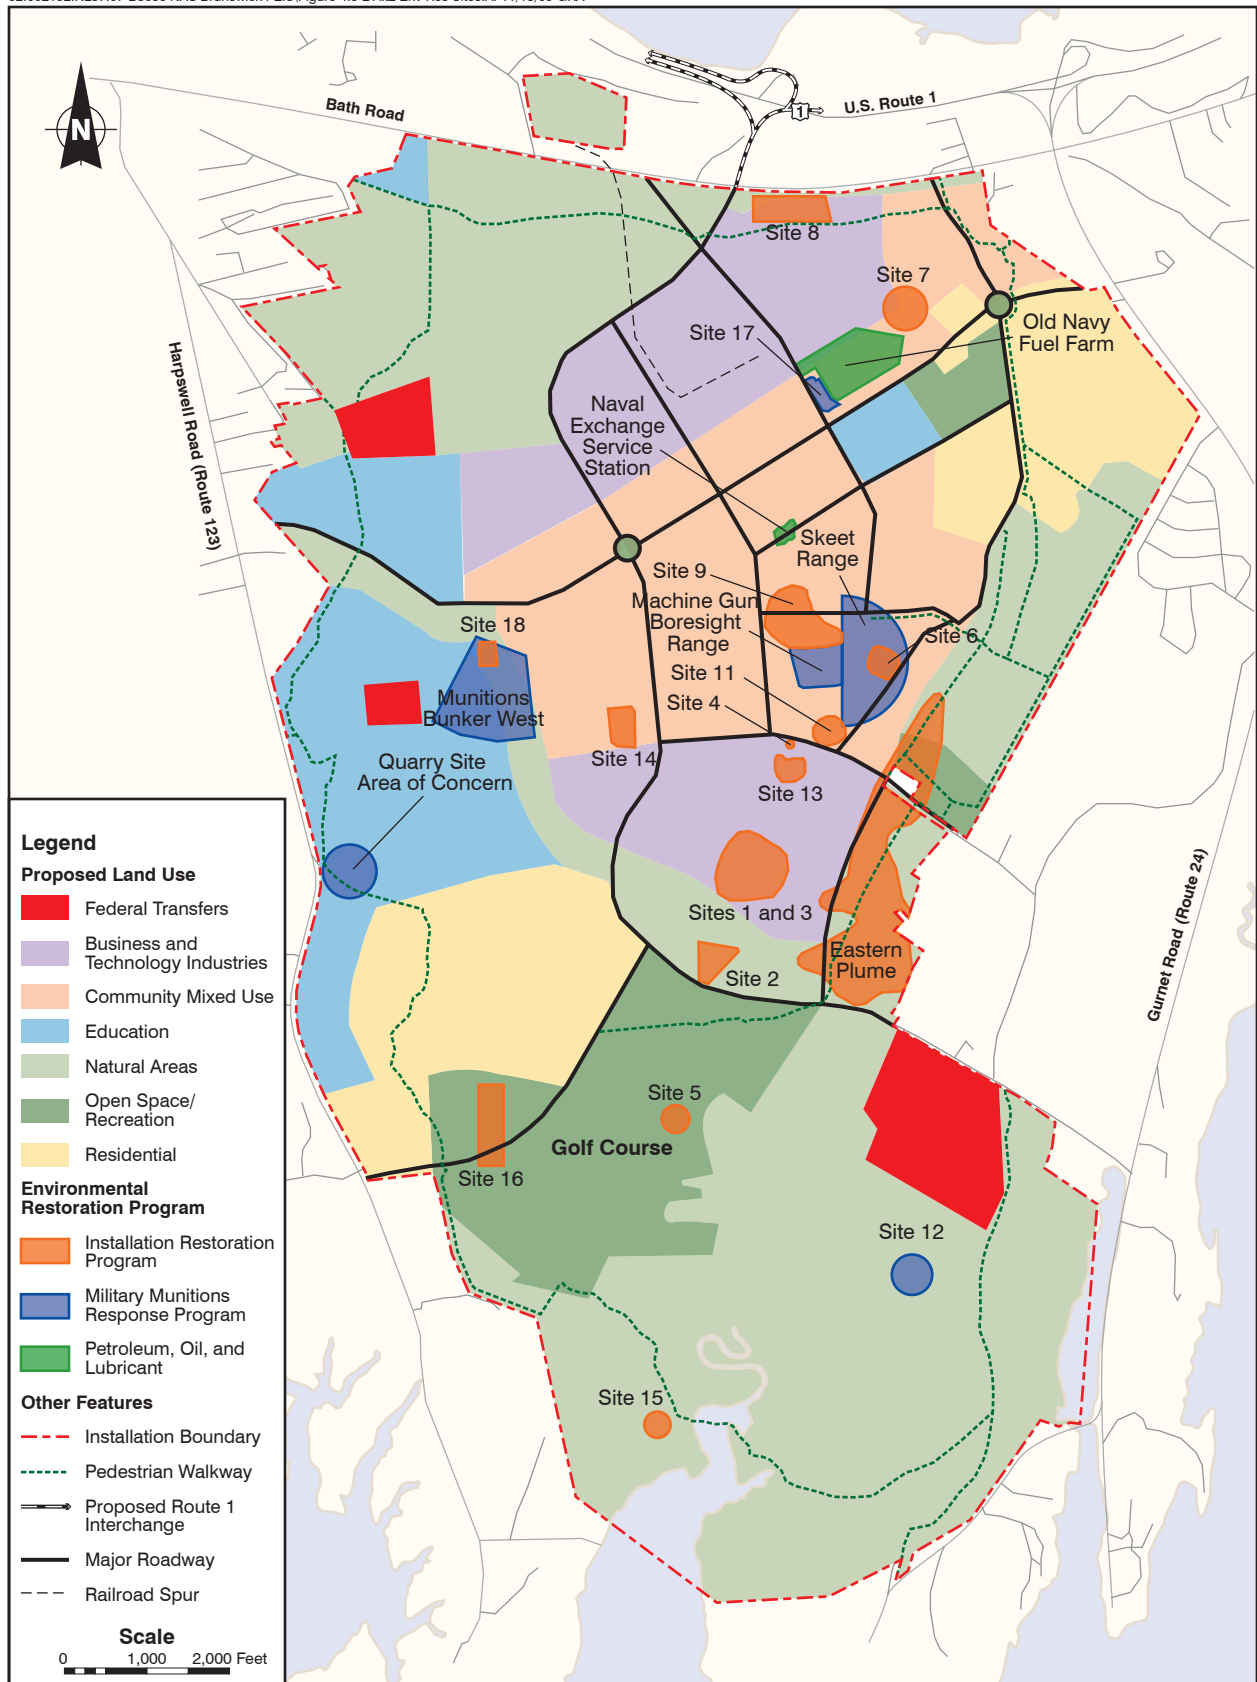 Bath Road
U.S. Route 1
1
N
Site 8
Site 7
Old Navy
Fuel Farm
Site 17
Harpswell Road (Route 123)
Naval
Exchange
Service
Station
Skeet
Range
Site 9
Machine Gun
Boresight
Range
Site 6
Site 18
Site 11
Site 4
Munitions
Bunker West
Site 14
Quarry Site
Area of Concern
Site 13
Sites 1 and 3
Eastern
Plume
Site 2
Gurnet Road (Route 24)
Site 5
Golf Course
Site 16
Site 12
Site 15
Legend
Proposed Land Use
Federal Transfers
Business and
Technology Industries
Community Mixed Use
Education
Natural Areas
Open Space/
Recreation
Residential
Environmental
Restoration Program
Installation Restoration
Program
Military Munitions
Response Program
Petroleum, Oil, and
Lubricant
Other Features
Installation Boundary
Pedestrian Walkway
Proposed Route 1
Interchange
Major Roadway
Railroad Spur
Scale
0 1,000 2,000 Feet